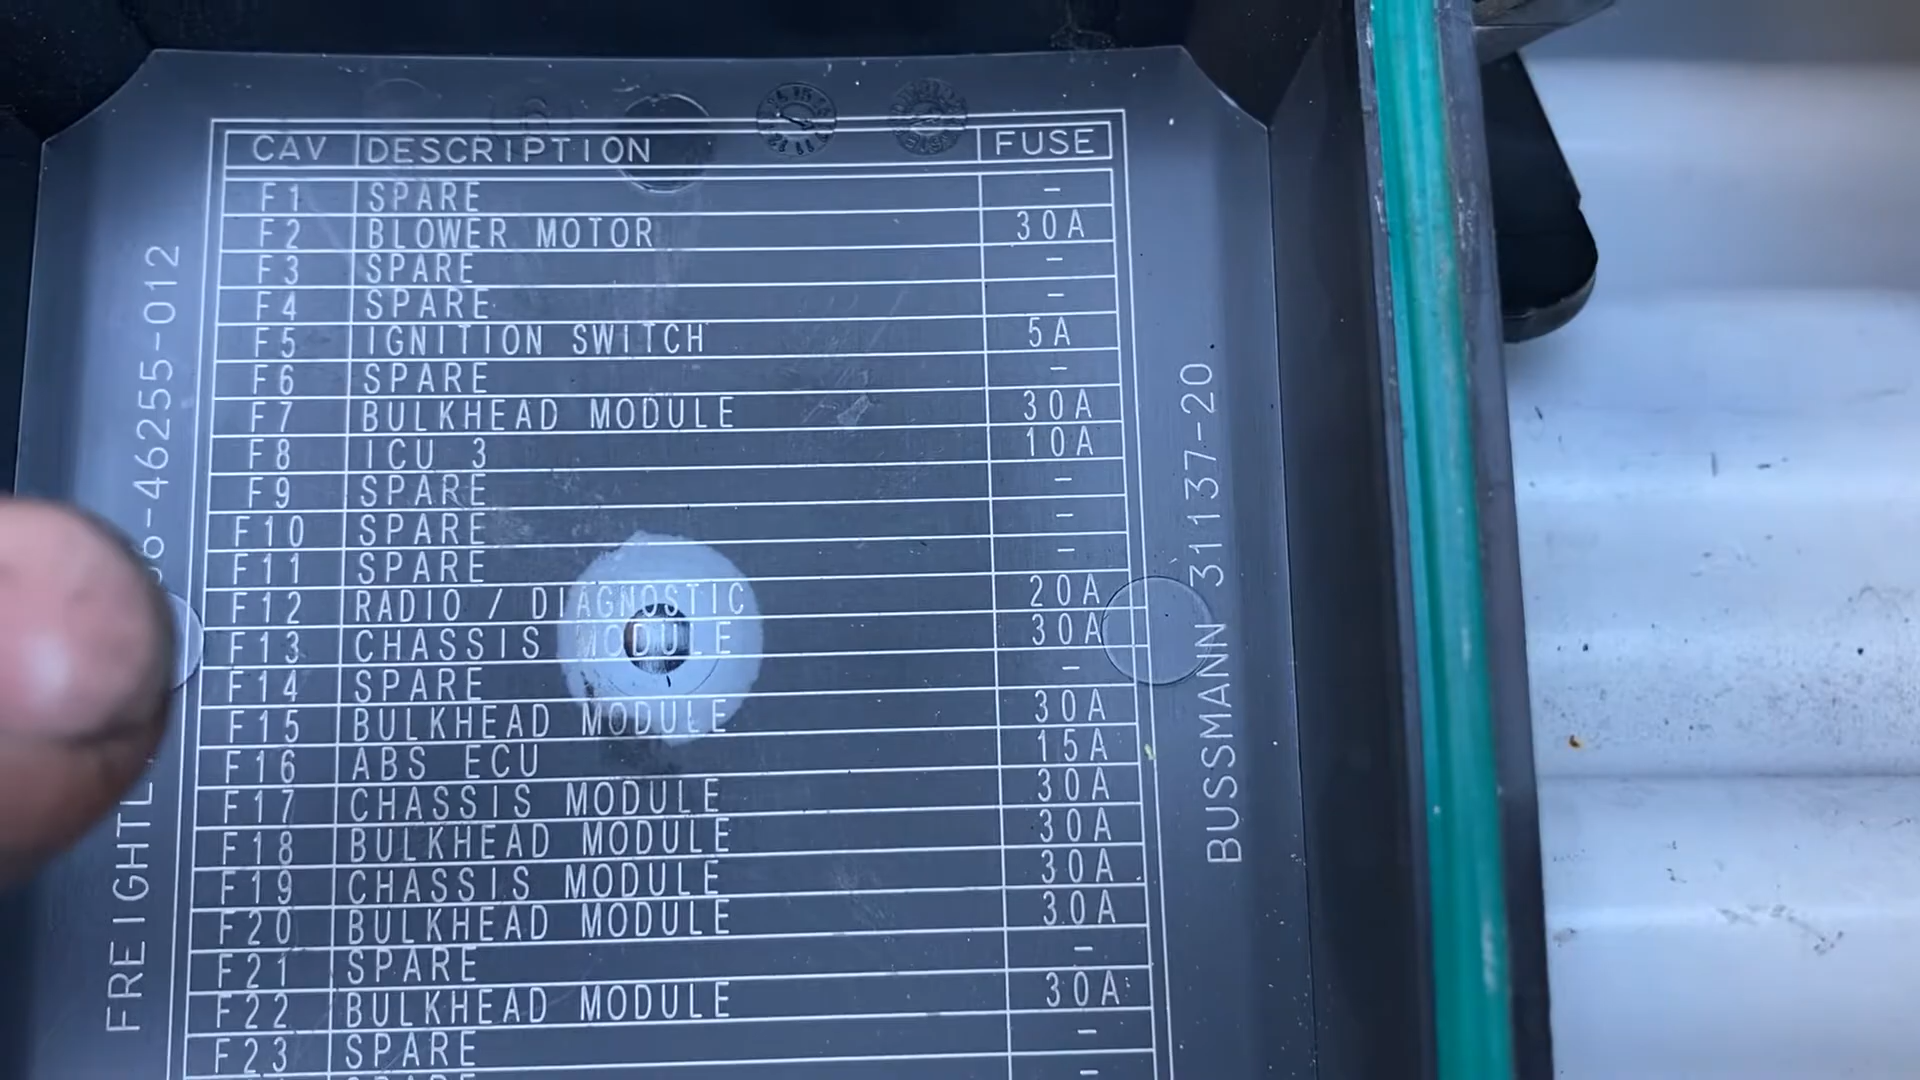 CAV DESCRIPTION FUSE
F1 SPARE -
F2 BLOWER MOTOR 30A
F3 SPARE -
F4 SPARE -
F5 IGNITION SWITCH 5A
F6 SPARE -
F7 BULKHEAD MODULE 30A
F8 ICU 3 10A
F9 SPARE -
F10 SPARE -
F11 SPARE -
F12 RADIO / DIAGNOSTIC 20A
F13 CHASSIS MODULE 30A
F14 SPARE -
F15 BULKHEAD MODULE 30A
F16 ABS ECU 15A
F17 CHASSIS MODULE 30A
F18 BULKHEAD MODULE 30A
F19 CHASSIS MODULE 30A
F20 BULKHEAD MODULE 30A
F21 SPARE -
F22 BULKHEAD MODULE 30A
F23 SPARE -
SPARE -
FREIGHTL 6-46255-012
BUSSMANN 31137-20